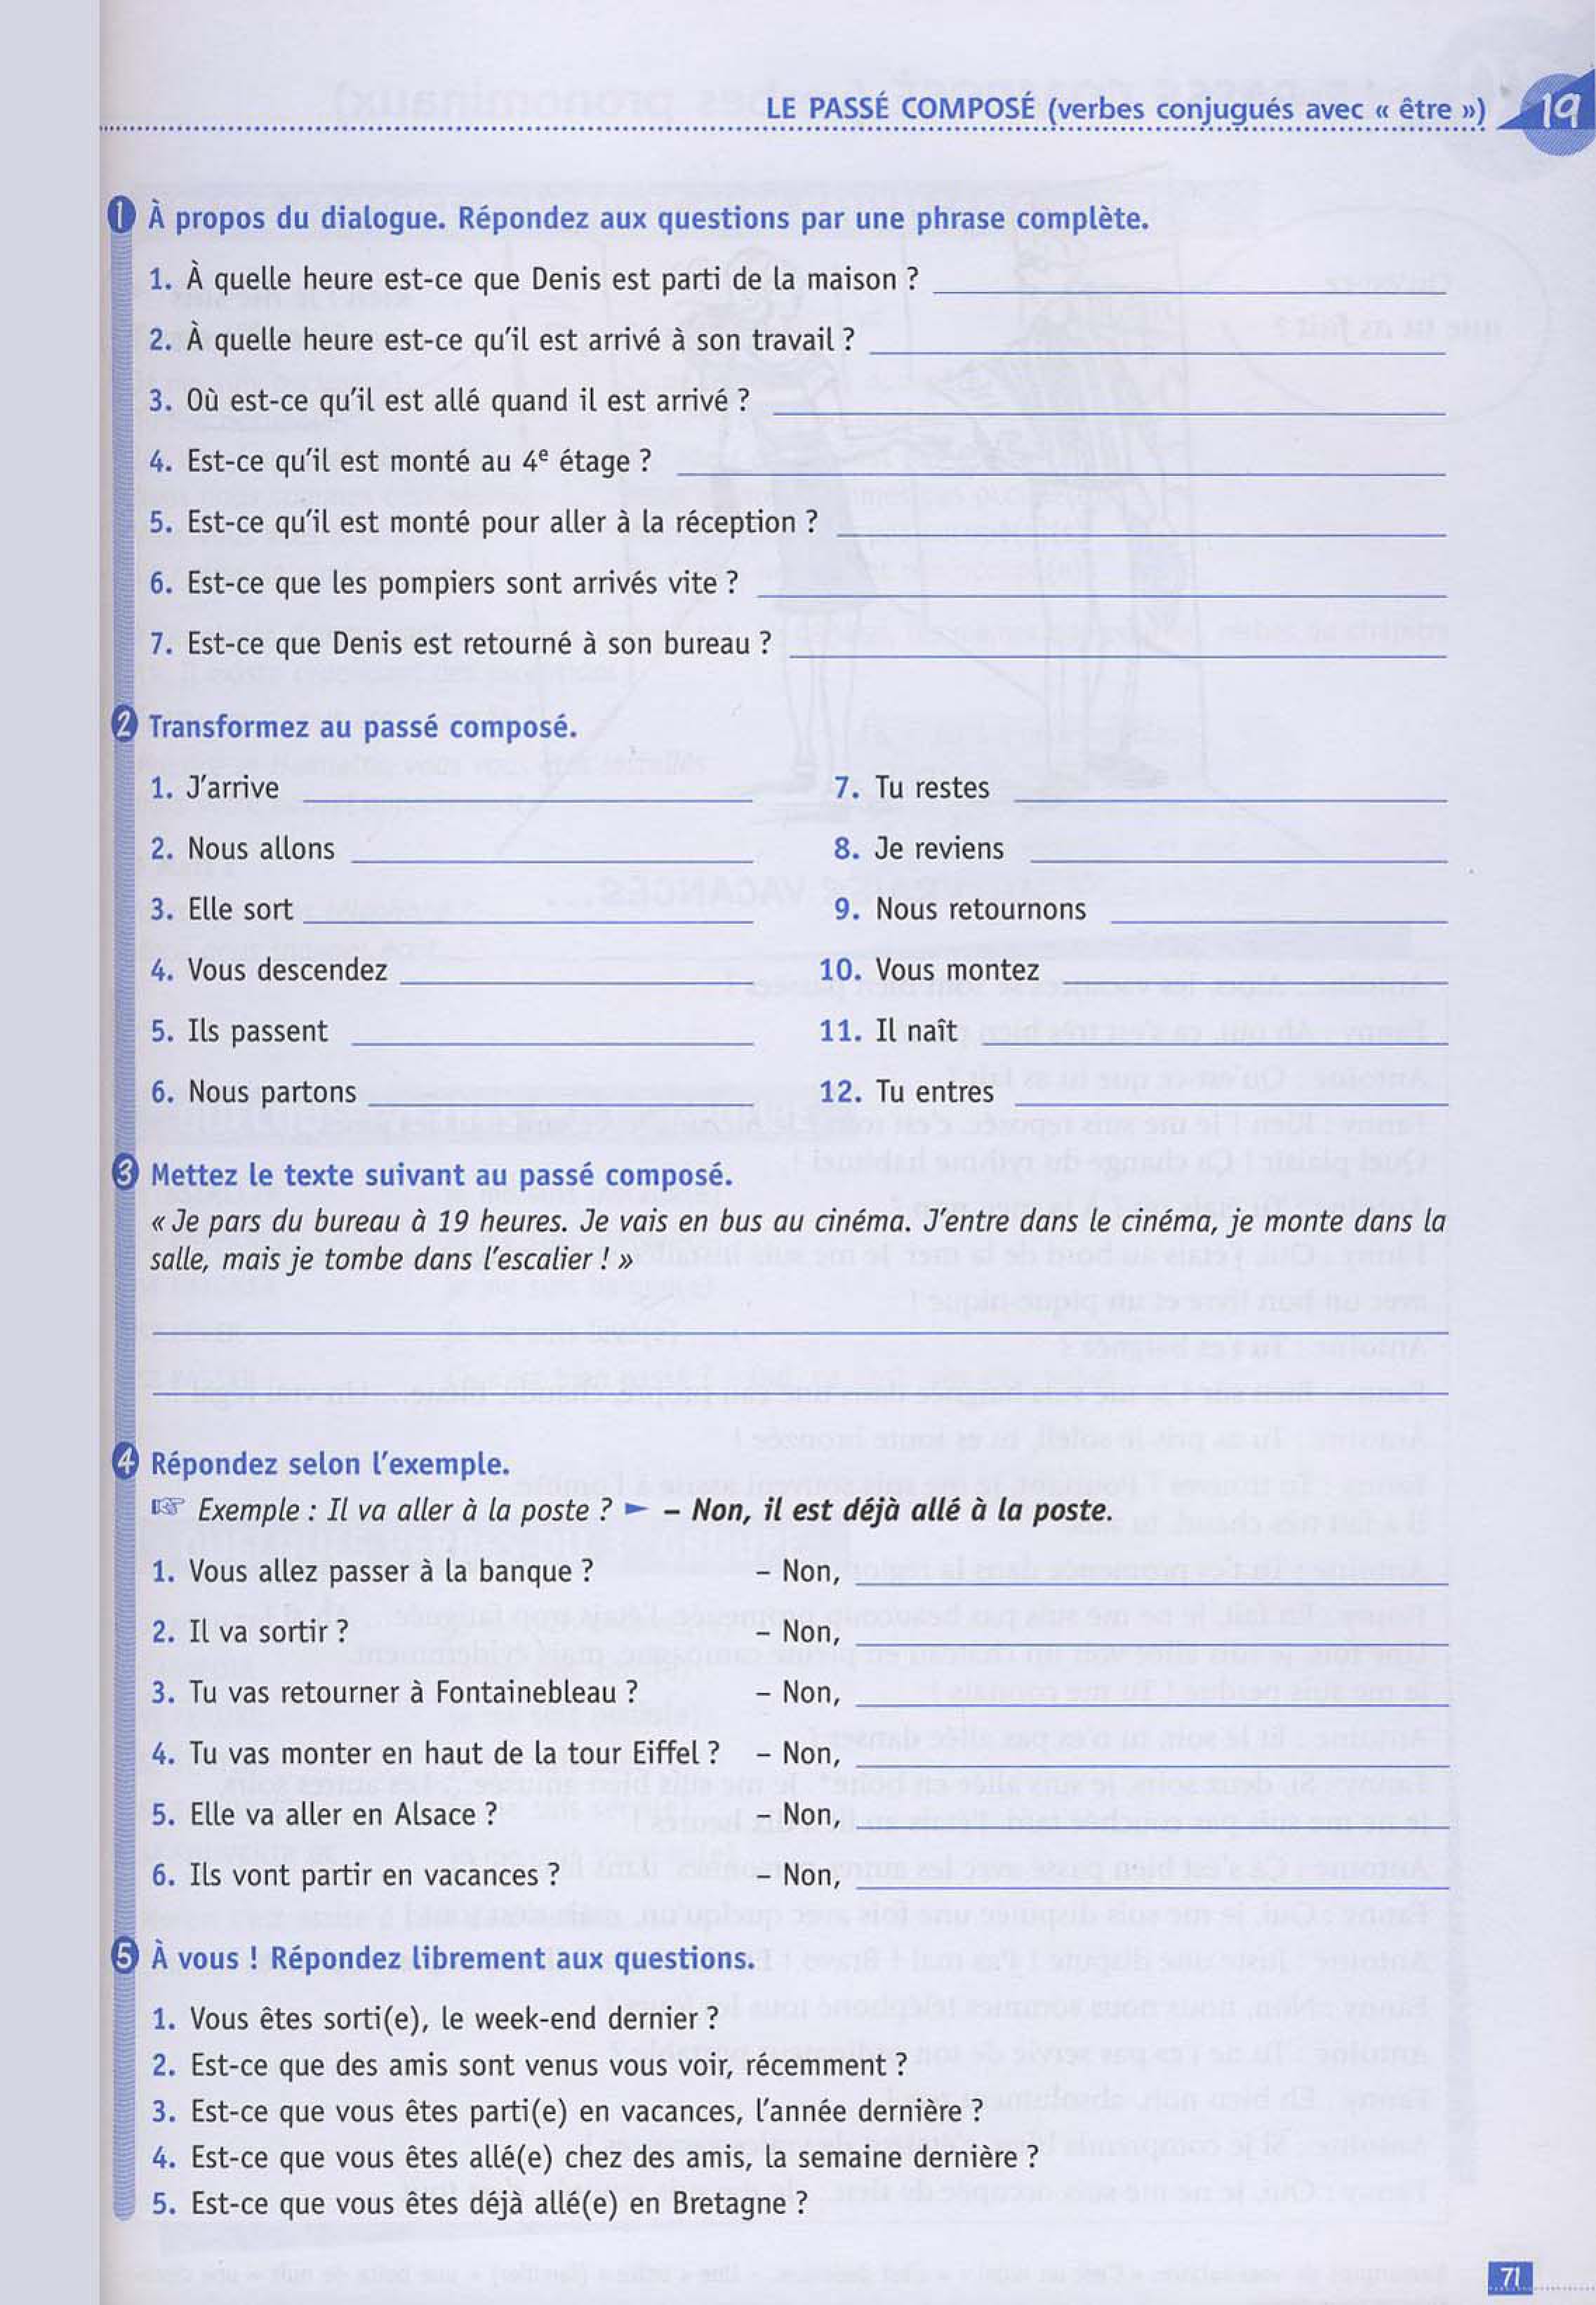 LE PASSÉ COMPOSÉ (verbes conjugués avec « être ») 19
1 À propos du dialogue. Répondez aux questions par une phrase complète.
1. À quelle heure est-ce que Denis est parti de la maison ?
2. À quelle heure est-ce qu'il est arrivé à son travail ?
3. Où est-ce qu'il est allé quand il est arrivé ?
4. Est-ce qu'il est monté au 4e étage ?
5. Est-ce qu'il est monté pour aller à la réception ?
6. Est-ce que les pompiers sont arrivés vite ?
7. Est-ce que Denis est retourné à son bureau ?
2 Transformez au passé composé.
1. J'arrive
2. Nous allons
3. Elle sort
4. Vous descendez
5. Ils passent
6. Nous partons
7. Tu restes
8. Je reviens
9. Nous retournons
10. Vous montez
11. Il naît
12. Tu entres
3 Mettez le texte suivant au passé composé.
« Je pars du bureau à 19 heures. Je vais en bus au cinéma. J'entre dans le cinéma, je monte dans la
salle, mais je tombe dans l'escalier ! »
4 Répondez selon l'exemple.
☞ Exemple : Il va aller à la poste ? ► – Non, il est déjà allé à la poste.
1. Vous allez passer à la banque ? – Non,
2. Il va sortir ? – Non,
3. Tu vas retourner à Fontainebleau ? – Non,
4. Tu vas monter en haut de la tour Eiffel ? – Non,
5. Elle va aller en Alsace ? – Non,
6. Ils vont partir en vacances ? – Non,
5 À vous ! Répondez librement aux questions.
1. Vous êtes sorti(e), le week-end dernier ?
2. Est-ce que des amis sont venus vous voir, récemment ?
3. Est-ce que vous êtes parti(e) en vacances, l'année dernière ?
4. Est-ce que vous êtes allé(e) chez des amis, la semaine dernière ?
5. Est-ce que vous êtes déjà allé(e) en Bretagne ?
71